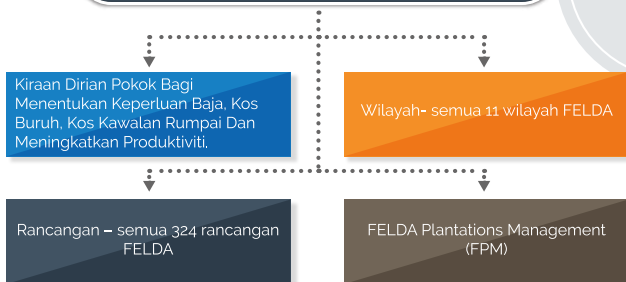 Kiraan Dirian Pokok Bagi
Menentukan Keperluan Baja, Kos
Buruh, Kos Kawalan Rumpai Dan
Meningkatkan Produktiviti.
Wilayah- semua 11 wilayah FELDA
Rancangan – semua 324 rancangan
FELDA
FELDA Plantations Management
(FPM)